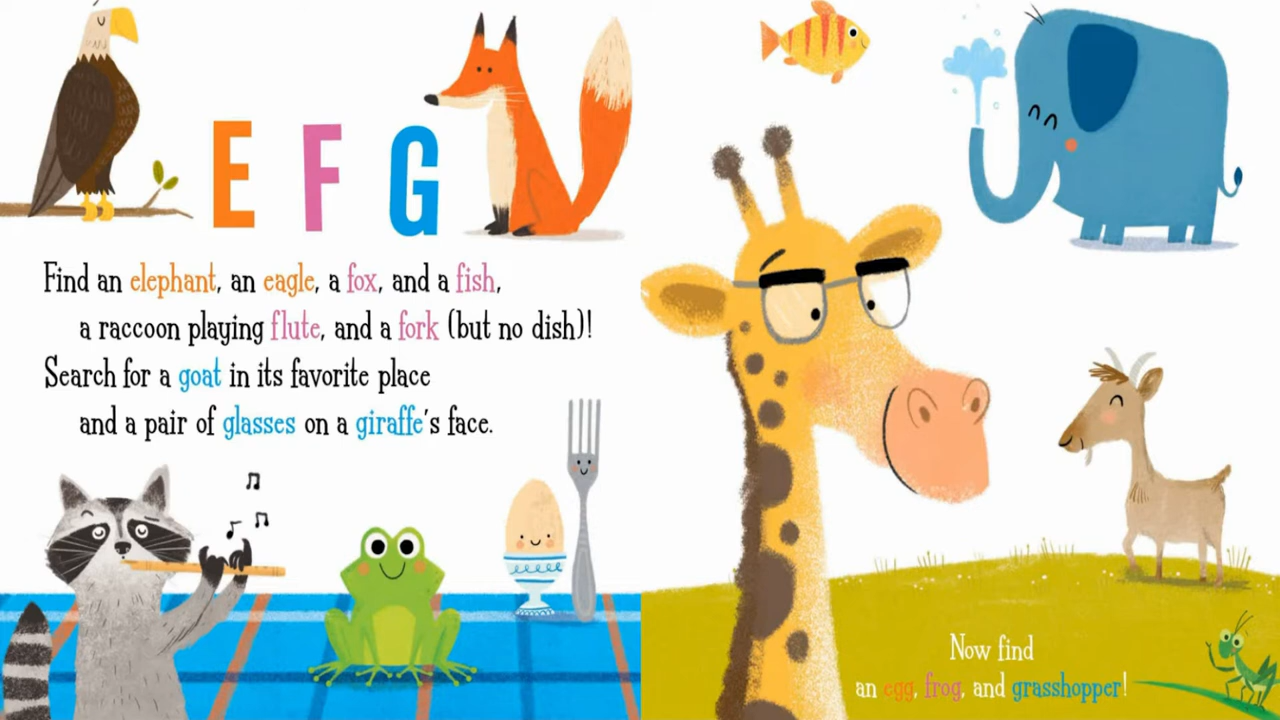 E F G
Find an elephant, an eagle, a fox, and a fish,
a raccoon playing flute, and a fork (but no dish)!
Search for a goat in its favorite place
and a pair of glasses on a giraffe's face.
Now find
an egg, frog, and grasshopper!